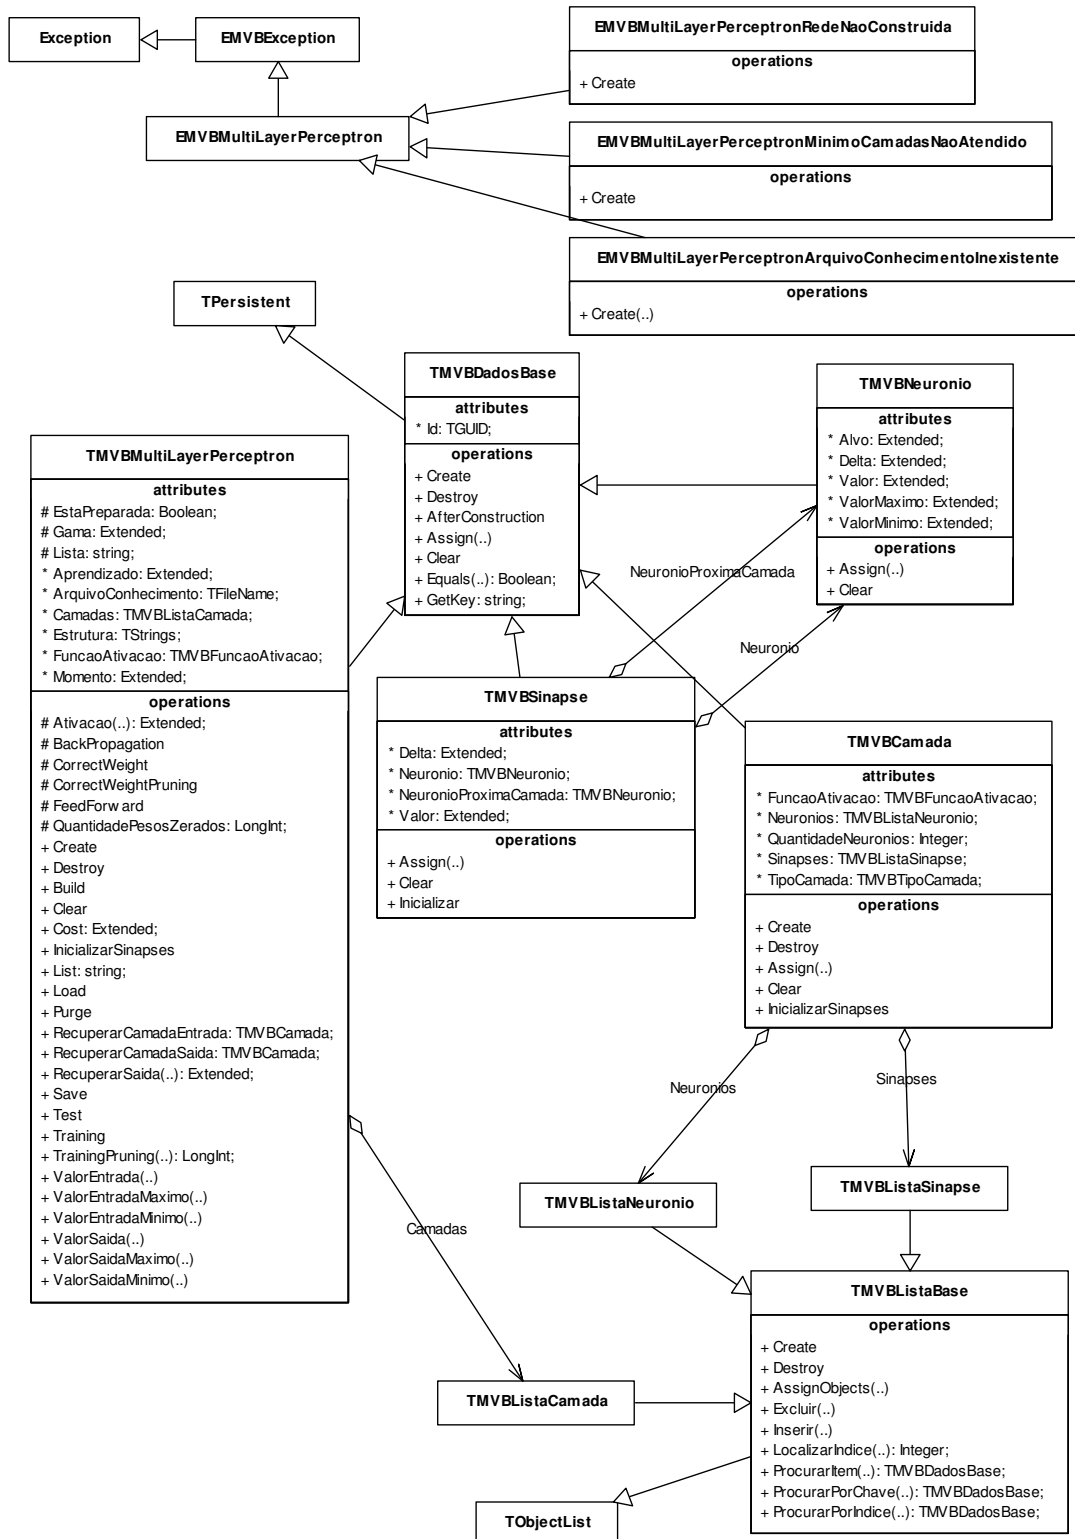 Exception
EMVBException
EMVBMultiLayerPerceptron
EMVBMultiLayerPerceptronRedeNaoConstruida
operations
+ Create
EMVBMultiLayerPerceptronMinimoCamadasNaoAtendido
operations
+ Create
EMVBMultiLayerPerceptronArquivoConhecimentoInexistente
operations
+ Create(..)
TPersistent
TMVBDadosBase
attributes
* Id: TGUID;
operations
+ Create
+ Destroy
+ AfterConstruction
+ Assign(..)
+ Clear
+ Equals(..): Boolean;
+ GetKey: string;
TMVBNeuronio
attributes
* Alvo: Extended;
* Delta: Extended;
* Valor: Extended;
* ValorMaximo: Extended;
* ValorMinimo: Extended;
operations
+ Assign(..)
+ Clear
TMVBMultiLayerPerceptron
attributes
# EstaPreparada: Boolean;
# Gama: Extended;
# Lista: string;
* Aprendizado: Extended;
* ArquivoConhecimento: TFileName;
* Camadas: TMVBListaCamada;
* Estrutura: TStrings;
* FuncaoAtivacao: TMVBFuncaoAtivacao;
* Momento: Extended;
operations
# Ativacao(..): Extended;
# BackPropagation
# CorrectWeight
# CorrectWeightPruning
# FeedForward
# QuantidadePesosZerados: LongInt;
+ Create
+ Destroy
+ Build
+ Clear
+ Cost: Extended;
+ InicializarSinapses
+ List: string;
+ Load
+ Purge
+ RecuperarCamadaEntrada: TMVBCamada;
+ RecuperarCamadaSaida: TMVBCamada;
+ RecuperarSaida(..): Extended;
+ Save
+ Test
+ Training
+ TrainingPruning(..): LongInt;
+ ValorEntrada(..)
+ ValorEntradaMaximo(..)
+ ValorEntradaMinimo(..)
+ ValorSaida(..)
+ ValorSaidaMaximo(..)
+ ValorSaidaMinimo(..)
NeuronioProximaCamada
Neuronio
TMVBSinapse
attributes
* Delta: Extended;
* Neuronio: TMVBNeuronio;
* NeuronioProximaCamada: TMVBNeuronio;
* Valor: Extended;
operations
+ Assign(..)
+ Clear
+ Inicializar
TMVBCamada
attributes
* FuncaoAtivacao: TMVBFuncaoAtivacao;
* Neuronios: TMVBListaNeuronio;
* QuantidadeNeuronios: Integer;
* Sinapses: TMVBListaSinapse;
* TipoCamada: TMVBTipoCamada;
operations
+ Create
+ Destroy
+ Assign(..)
+ Clear
+ InicializarSinapses
Neuronios
Sinapses
TMVBListaNeuronio
TMVBListaSinapse
Camadas
TMVBListaCamada
TMVBListaBase
operations
+ Create
+ Destroy
+ AssignObjects(..)
+ Excluir(..)
+ Inserir(..)
+ LocalizarIndice(..): Integer;
+ ProcurarItem(..): TMVBDadosBase;
+ ProcurarPorChave(..): TMVBDadosBase;
+ ProcurarPorIndice(..): TMVBDadosBase;
TObjectList